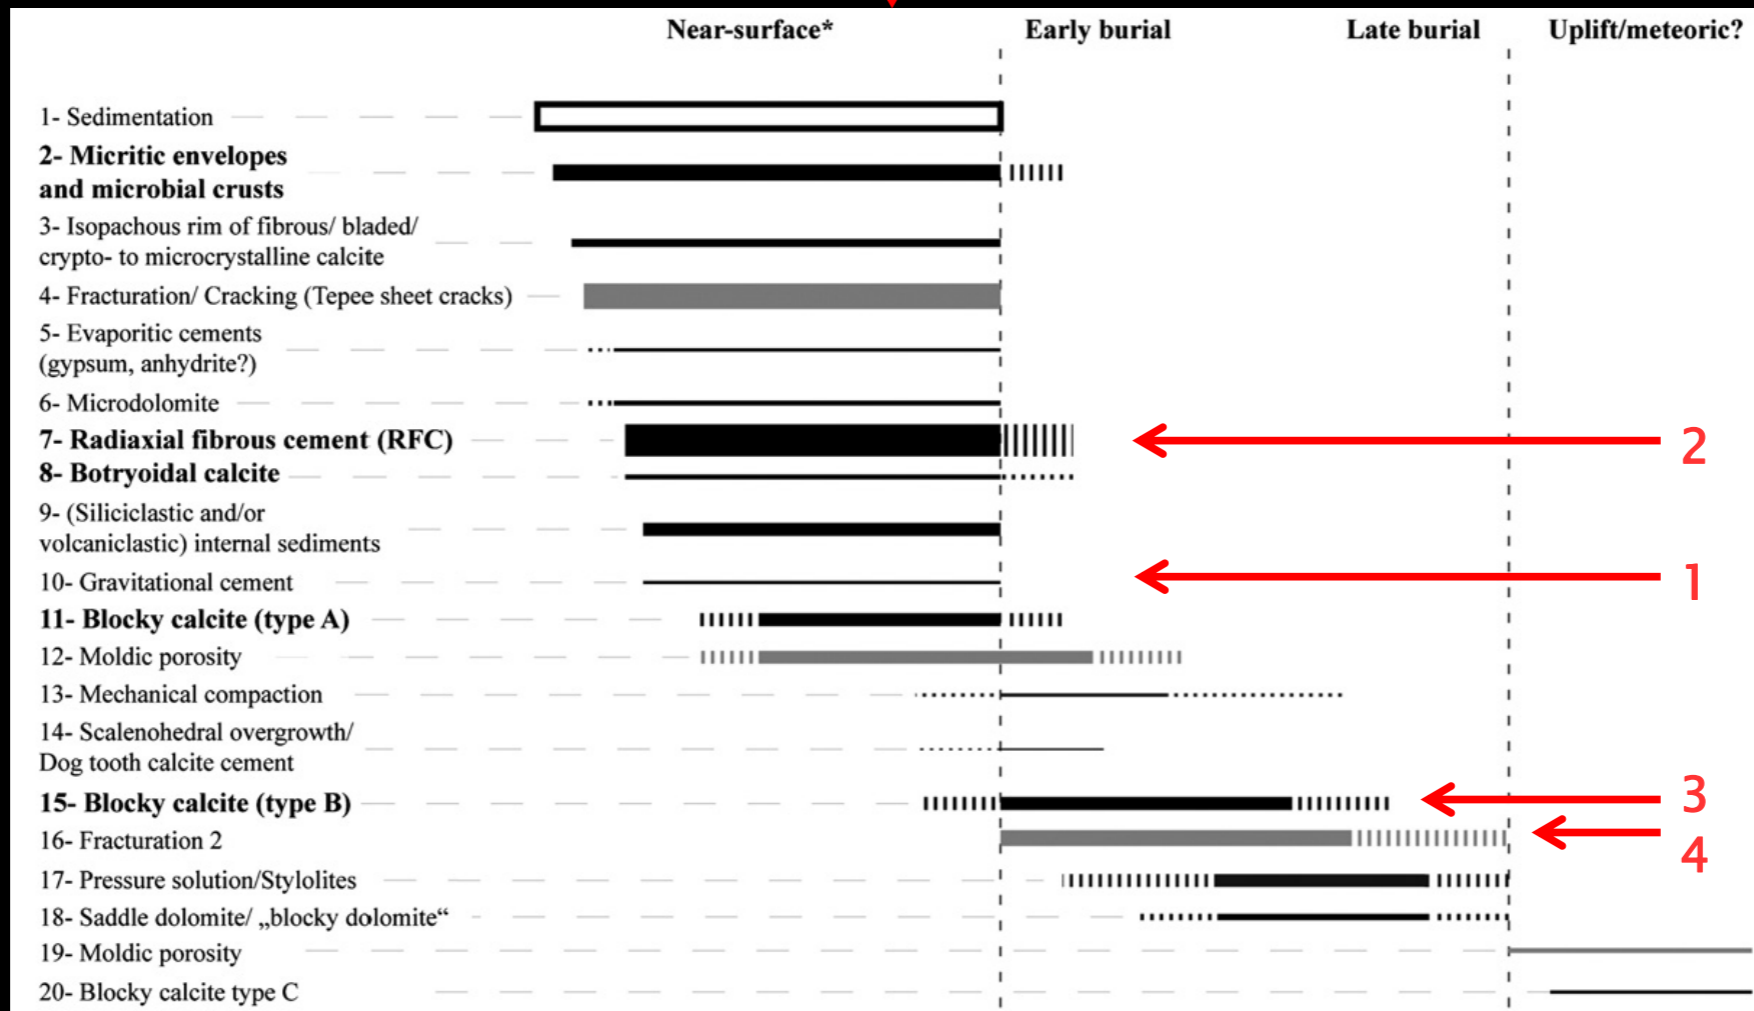 Near-surface* Early burial Late burial Uplift/meteoric?
1- Sedimentation
2- Micritic envelopes
and microbial crusts
3- Isopachous rim of fibrous/ bladed/
crypto- to microcrystalline calcite
4- Fracturation/ Cracking (Tepee sheet cracks)
5- Evaporitic cements
(gypsum, anhydrite?)
6- Microdolomite
7- Radiaxial fibrous cement (RFC)
2
8- Botryoidal calcite
9- (Siliciclastic and/or
volcaniclastic) internal sediments
10- Gravitational cement
1
11- Blocky calcite (type A)
12- Moldic porosity
13- Mechanical compaction
14- Scalenohedral overgrowth/
Dog tooth calcite cement
15- Blocky calcite (type B)
3
16- Fracturation 2
4
17- Pressure solution/Stylolites
18- Saddle dolomite/ „blocky dolomite“
19- Moldic porosity
20- Blocky calcite type C